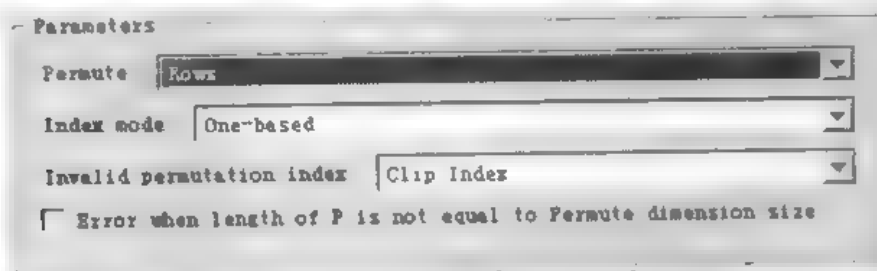 Parameters
Permute Rows
Index mode One-based
Invalid permutation index Clip Index
Error when length of P is not equal to Permute dimension size